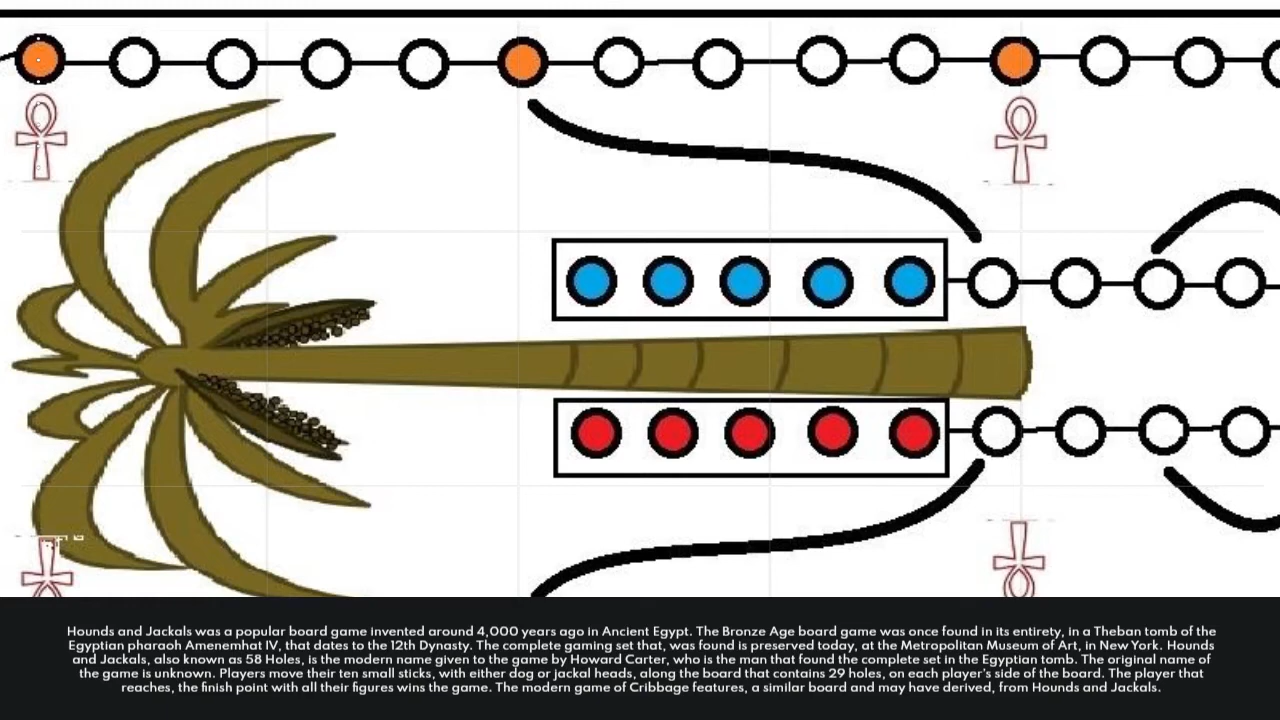 Hounds and Jackals was a popular board game invented around 4,000 years ago in Ancient Egypt. The Bronze Age board game was once found in its entirety, in a Theban tomb of the
Egyptian pharaoh Amenemhat IV, that dates to the 12th Dynasty. The complete gaming set that, was found is preserved today, at the Metropolitan Museum of Art, in New York. Hounds
and Jackals, also known as 58 Holes, is the modern name given to the game by Howard Carter, who is the man that found the complete set in the Egyptian tomb. The original name of
the game is unknown. Players move their ten small sticks, with either dog or jackal heads, along the board that contains 29 holes, on each player's side of the board. The player that
reaches, the finish point with all their figures wins the game. The modern game of Cribbage features, a similar board and may have derived, from Hounds and Jackals.